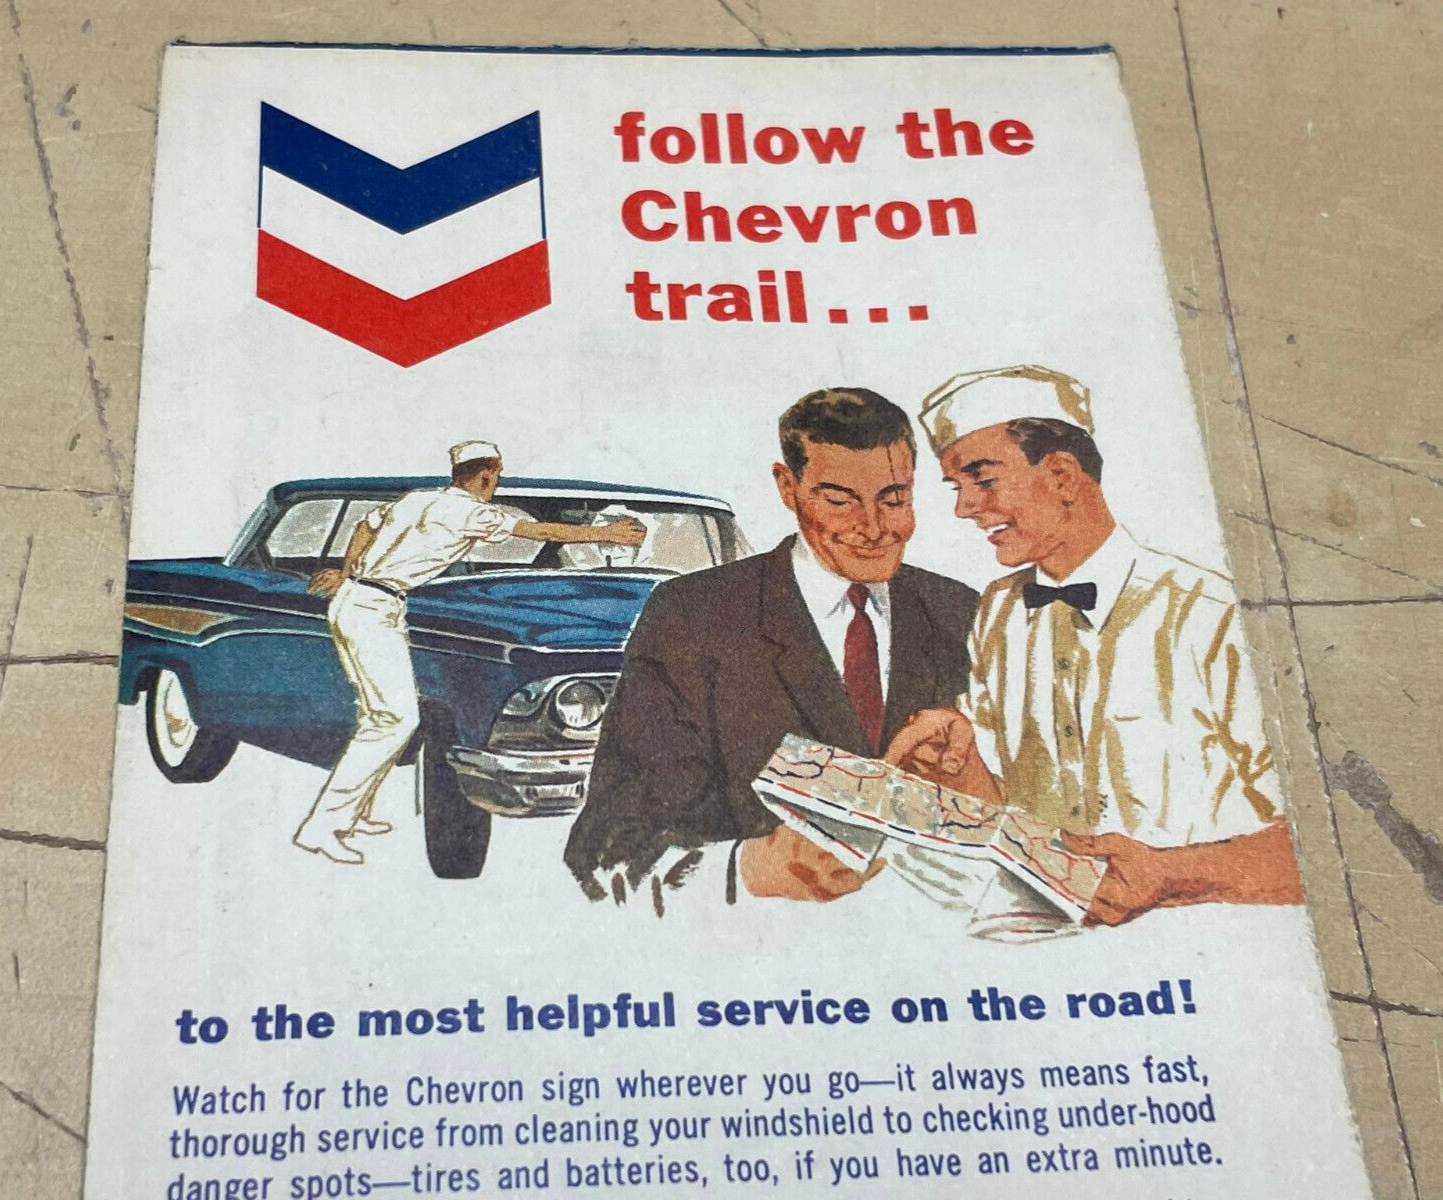 follow the
Chevron
trail...
to the most helpful service on the road!
Watch for the Chevron sign wherever you go—it always means fast,
thorough service from cleaning your windshield to checking under-hood
danger spots—tires and batteries, too, if you have an extra minute.